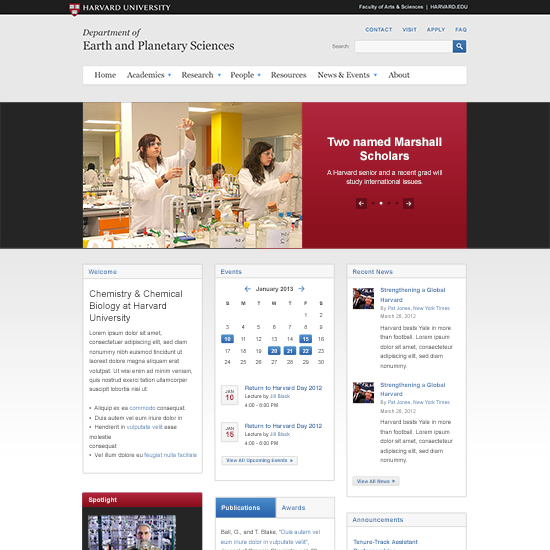 HARVARD UNIVERSITY
Faculty of Arts & Sciences | HARVARD.EDU
CONTACT VISIT APPLY FAQ
Department of
Earth and Planetary Sciences
Search:
Home Academics Research People Resources News & Events About
Two named Marshall
Scholars
A Harvard senior and a recent grad will
study international issues.
Welcome
Chemistry & Chemical
Biology at Harvard
University
Lorem ipsum dolor sit amet,
consectetuer adipiscing elit, sed diam
nonummy nibh euismod tincidunt ut
laoreet dolore magna aliquam erat
volutpat. Ut wisi enim ad minim veniam,
quis nostrud exerci tation ullamcorper
suscipit lobortis nisl ut:
• Aliquip ex ea commodo consequat
• Duis autem vel eum iriure dolor in
• Hendrerit in vulputate velit esse
molestie
consequat
• Vel illum dolore eu feugiat nulla facilisis
Spotlight
Events
January 2013
S M T W T F S
1 2
3 4 5 6 7 8 9
10 11 12 13 14 15 16
17 18 19 20 21 22 23
24 25 26 27 28 29 30
JAN
10
Return to Harvard Day 2012
Lecture by Jill Black
4:00 - 6:00 PM
JAN
15
Return to Harvard Day 2012
Lecture by Jill Black
4:00 - 6:00 PM
View All Upcoming Events »
Publications Awards
Ball, G., and T. Blake, "Duis autem vel
eum iriure dolor in
vulputate velit",
Recent News
Strengthening a Global
Harvard
By Pat Jones, New York Times
March 28, 2012
Harvard beats Yale in more
than football. Lorem ipsum
dolor sit amet, consecteteur
adipiscing elit, sed diam
nonummy.
Strengthening a Global
Harvard
By Pat Jones, New York Times
March 28, 2012
Harvard beats Yale in more
than football. Lorem ipsum
dolor sit amet, consecteteur
adipiscing elit, sed diam
nonummy.
View All News »
Announcements
Tenure-Track Assistant